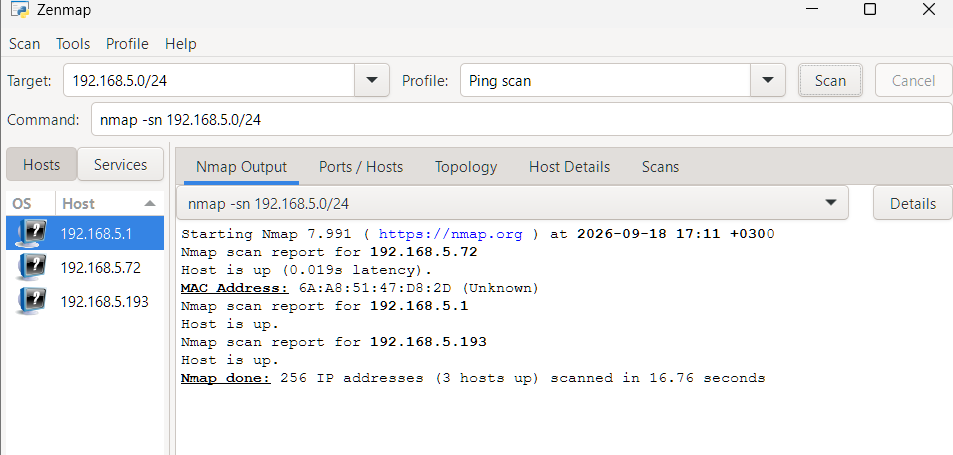 Zenmap
Scan Tools Profile Help
Target: 192.168.5.0/24 Profile: Ping scan Scan Cancel
Command: nmap -sn 192.168.5.0/24
Hosts Services
Nmap Output Ports / Hosts Topology Host Details Scans
OS Host
192.168.5.1
192.168.5.72
192.168.5.193
nmap -sn 192.168.5.0/24 Details
Starting Nmap 7.991 ( https://nmap.org ) at 2026-09-18 17:11 +0300
Nmap scan report for 192.168.5.72
Host is up (0.019s latency).
MAC Address: 6A:A8:51:47:D8:2D (Unknown)
Nmap scan report for 192.168.5.1
Host is up.
Nmap scan report for 192.168.5.193
Host is up.
Nmap done: 256 IP addresses (3 hosts up) scanned in 16.76 seconds